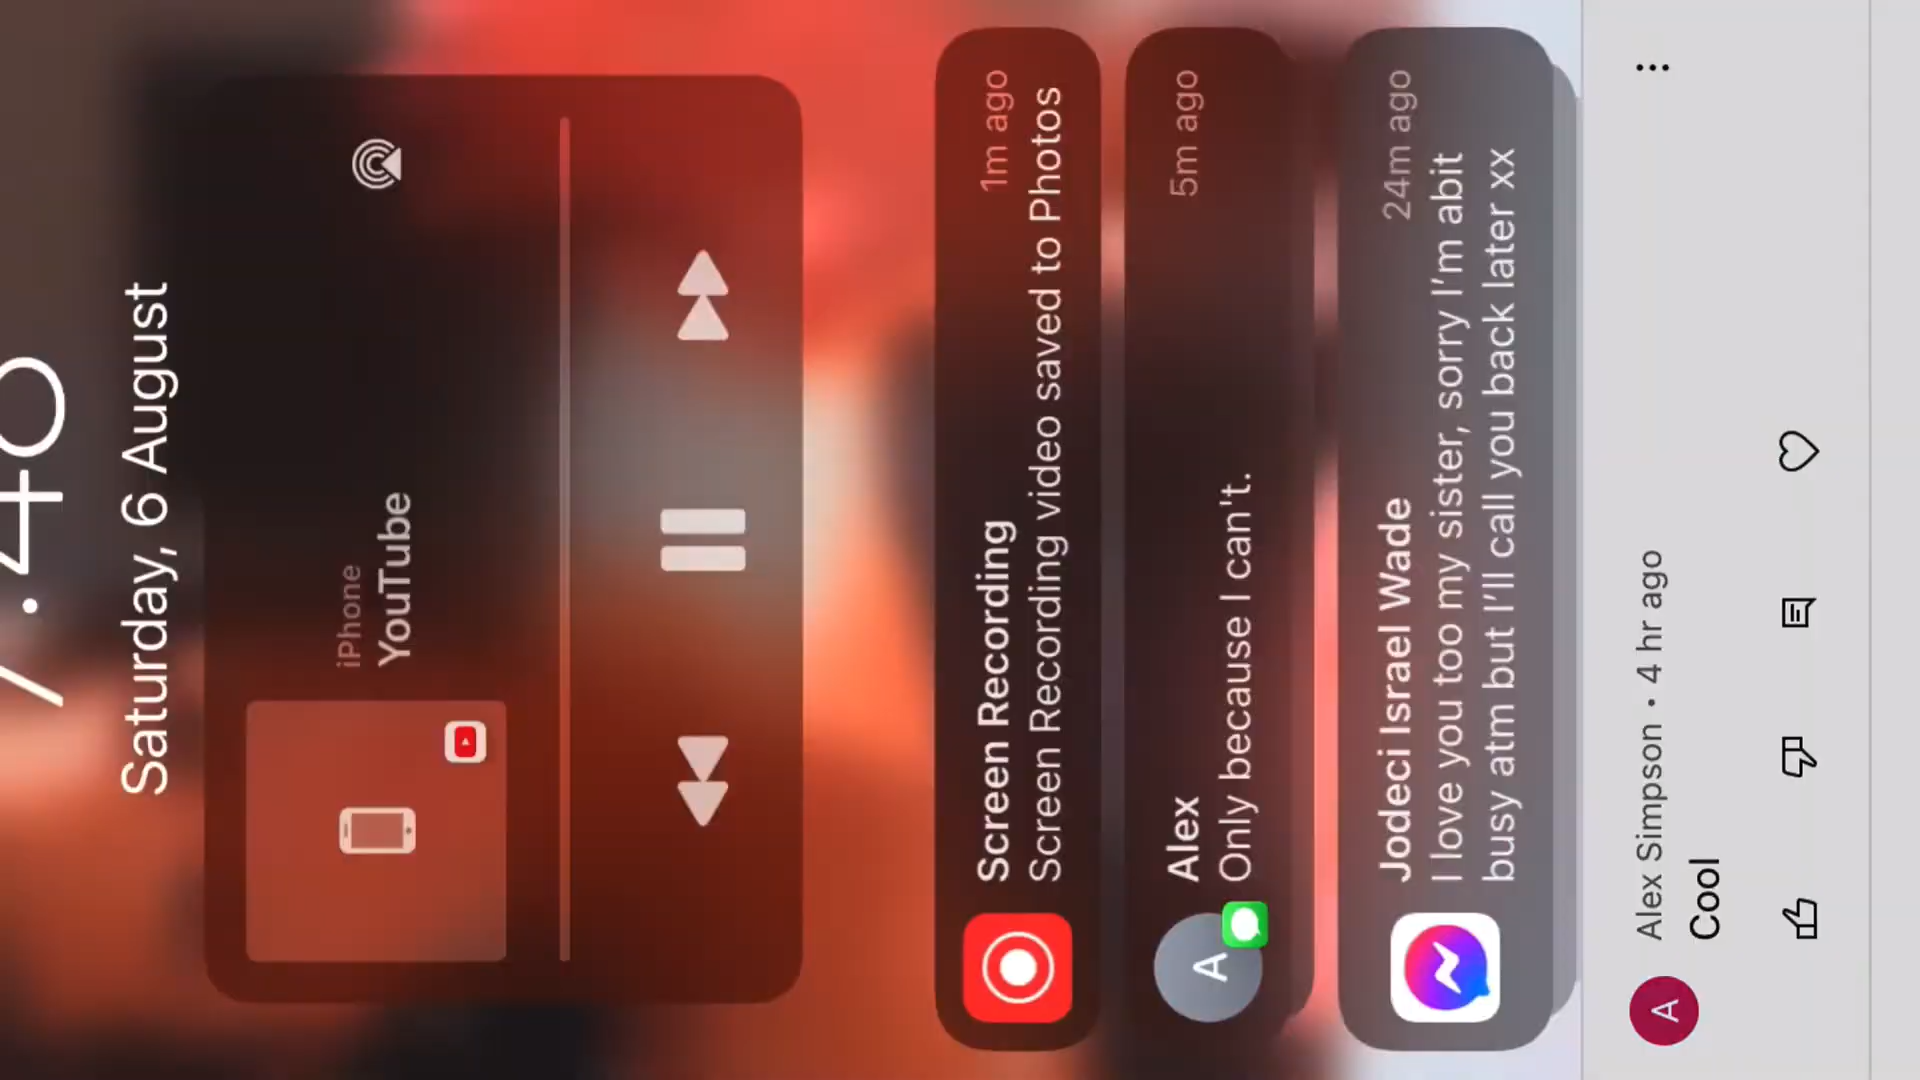 7:40
Saturday, 6 August
iPhone
YouTube
Screen Recording
1m ago
Screen Recording video saved to Photos
Alex
5m ago
Only because I can't.
A
Jodeci Israel Wade
24m ago
I love you too my sister, sorry I'm abit
busy atm but I'll call you back later xx
A
Alex Simpson • 4 hr ago
Cool